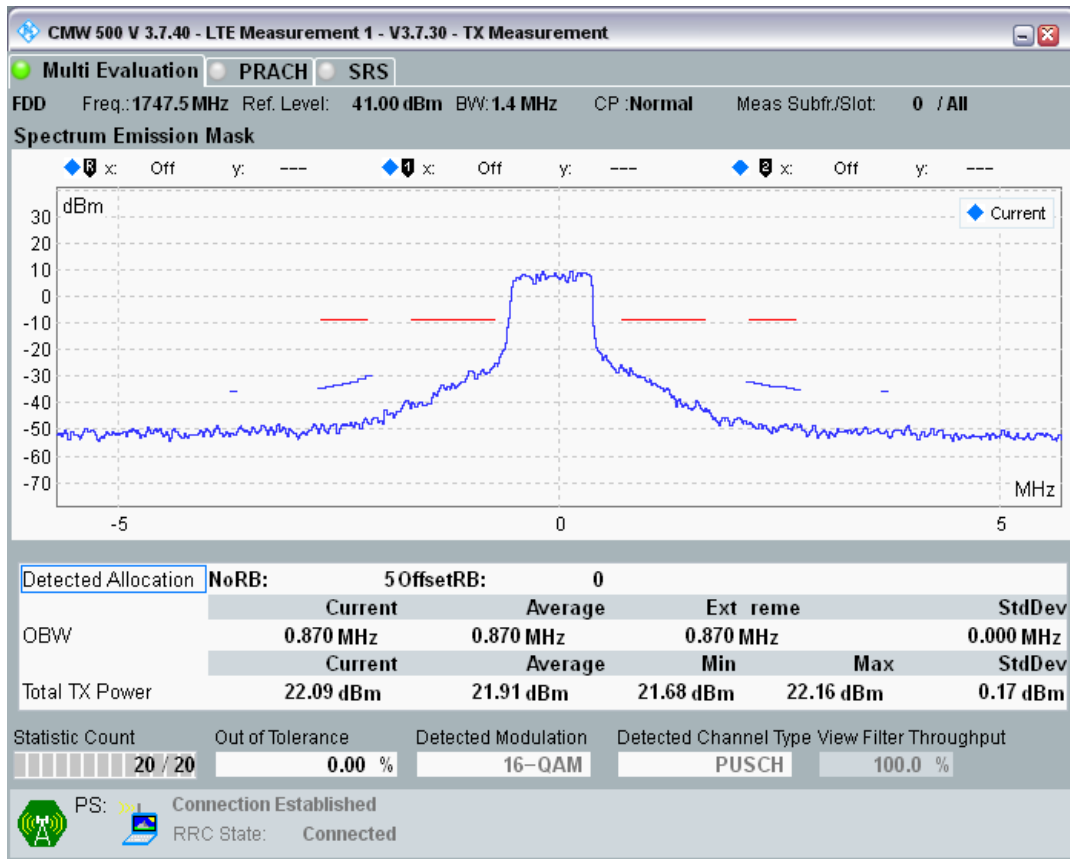 CMW 500 V 3.7.40 - LTE Measurement 1 - V3.7.30 - TX Measurement
Multi Evaluation PRACH SRS
FDD Freq.: 1747.5 MHz Ref. Level: 41.00 dBm BW: 1.4 MHz CP :Normal Meas Subfr./Slot: 0 / All
Spectrum Emission Mask
R x: Off y: --- 1 x: Off y: --- 2 x: Off y: ---
dBm
Current
30
20
10
0
-10
-20
-30
-40
-50
-60
-70
MHz
-5 0 5
Detected Allocation NoRB: 5 OffsetRB: 0
Current Average Ext reme StdDev
OBW 0.870 MHz 0.870 MHz 0.870 MHz 0.000 MHz
Current Average Min Max StdDev
Total TX Power 22.09 dBm 21.91 dBm 21.68 dBm 22.16 dBm 0.17 dBm
Statistic Count Out of Tolerance Detected Modulation Detected Channel Type View Filter Throughput
20 / 20 0.00 % 16-QAM PUSCH 100.0 %
PS: Connection Established
RRC State: Connected